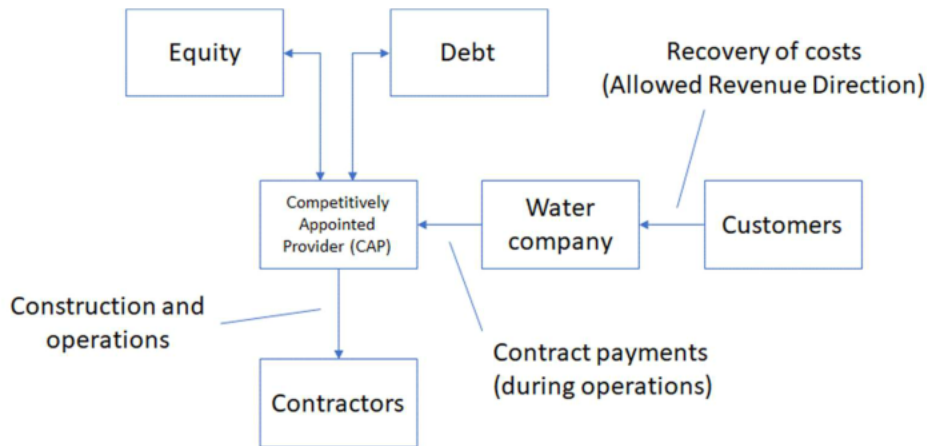 Equity
Debt
Recovery of costs
(Allowed Revenue Direction)
Competitively
Appointed
Provider (CAP)
Water
company
Customers
Construction and
operations
Contract payments
(during operations)
Contractors